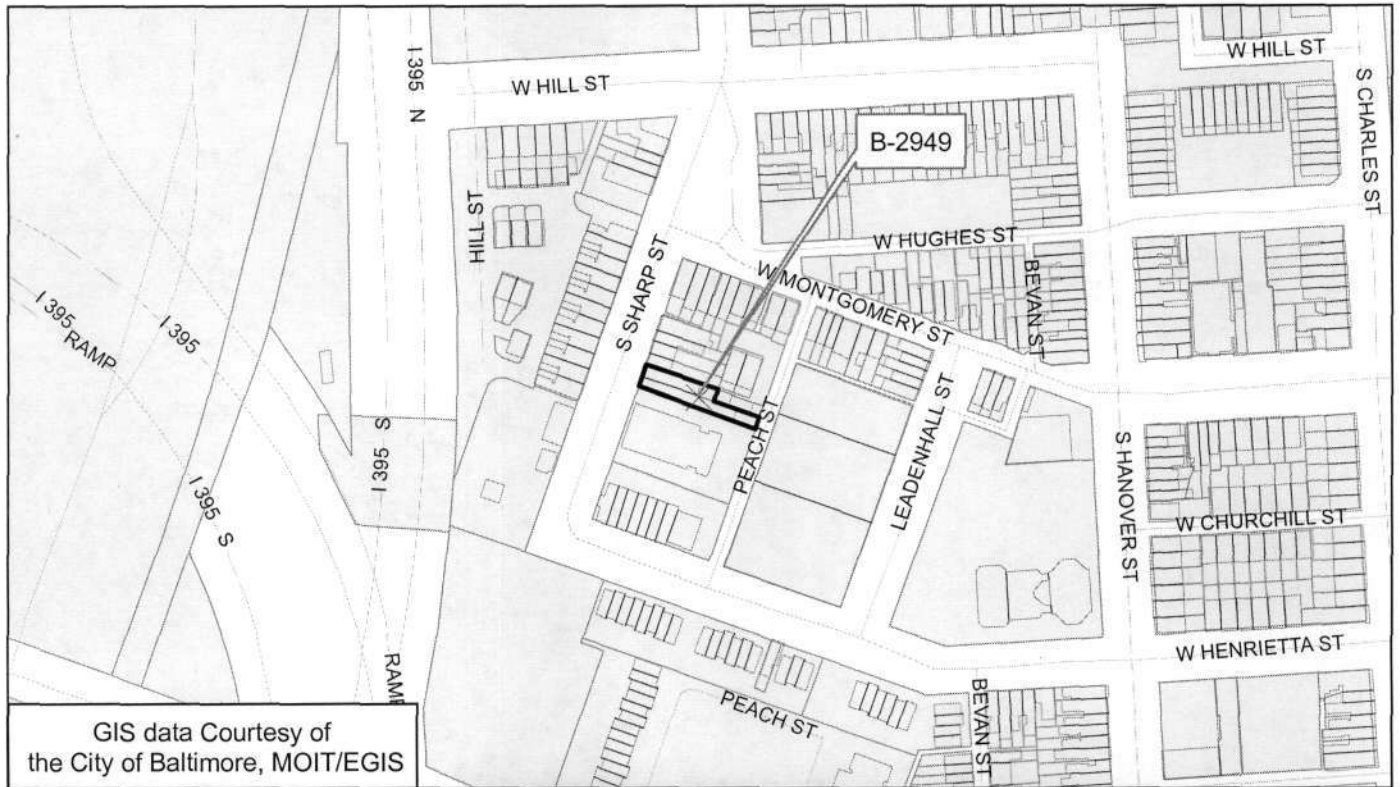 I 395 N
W HILL ST
W HILL ST
S CHARLES ST
B-2949
HILL ST
W HUGHES ST
S SHARP ST
W MONTGOMERY ST
BEVAN ST
I 395
I 395
RAMP
LEADENHALL ST
PEACH ST
I 395 S
S HANOVER ST
I 395 S
W CHURCHILL ST
W HENRIETTA ST
PEACH ST
BEVAN ST
GIS data Courtesy of
the City of Baltimore, MOIT/EGIS